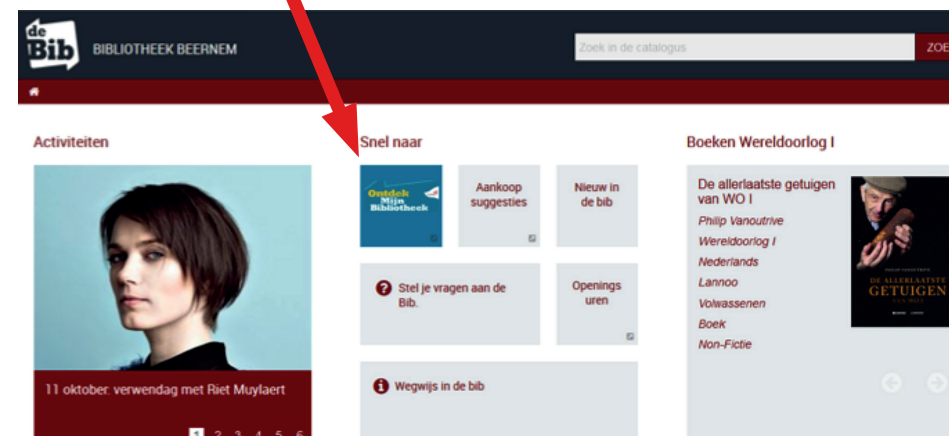 de
Bib
BIBLIOTHEEK BEERNEM
Zoek in de catalogus
ZOE
Activiteiten
11 oktober: verwendag met Riet Muylaert
1 2 3 4 5 6
Snel naar
Ontdek
Mijn
Bibliotheek
Aankoop
suggesties
Nieuw in
de bib
Stel je vragen aan de
Bib.
Openings
uren
Wegwijs in de bib
Boeken Wereldoorlog I
De allerlaatste getuigen
van WO I
Philip Vanoutrive
Wereldoorlog I
Nederlands
Lannoo
Volwassenen
Boek
Non-Fictie
DE ALLERLAATSTE
GETUIGEN
VAN WO I